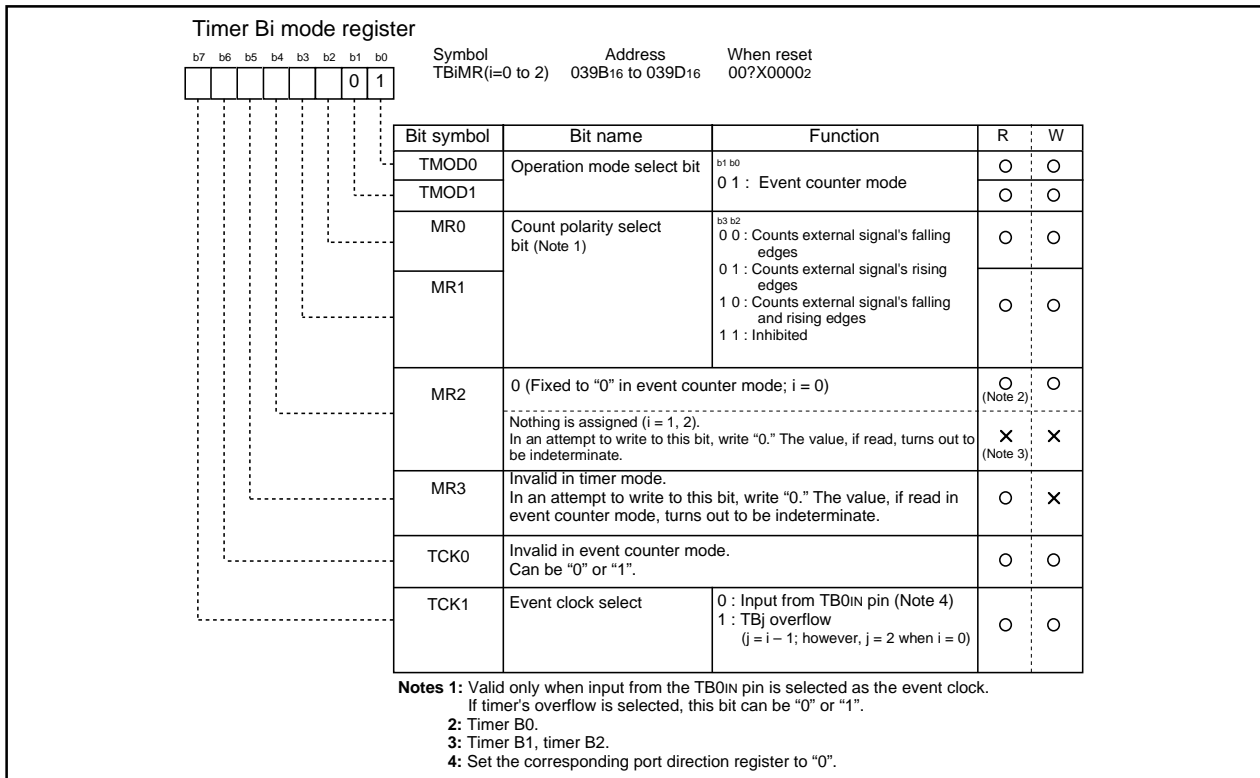 Timer Bi mode register
b7 b6 b5 b4 b3 b2 b1 b0
0 1
Symbol Address When reset
TBiMR(i=0 to 2) 039B16 to 039D16 00?X00002
Bit symbol Bit name Function R W
TMOD0 Operation mode select bit b1 b0
0 1 : Event counter mode
TMOD1
MR0 Count polarity select
bit (Note 1)
b3 b2
0 0 : Counts external signal's falling
edges
0 1 : Counts external signal's rising
edges
MR1
1 0 : Counts external signal's falling
and rising edges
1 1 : Inhibited
MR2
0 (Fixed to “0” in event counter mode; i = 0)
(Note 2)
Nothing is assigned (i = 1, 2).
In an attempt to write to this bit, write “0.” The value, if read, turns out to
be indeterminate.
(Note 3)
MR3
Invalid in timer mode.
In an attempt to write to this bit, write “0.” The value, if read in
event counter mode, turns out to be indeterminate.
TCK0
Invalid in event counter mode.
Can be “0” or “1”.
TCK1 Event clock select
0 : Input from TB0IN pin (Note 4)
1 : TBj overflow
(j = i – 1; however, j = 2 when i = 0)
Notes 1: Valid only when input from the TB0IN pin is selected as the event clock.
If timer's overflow is selected, this bit can be “0” or “1”.
2: Timer B0.
3: Timer B1, timer B2.
4: Set the corresponding port direction register to “0”.